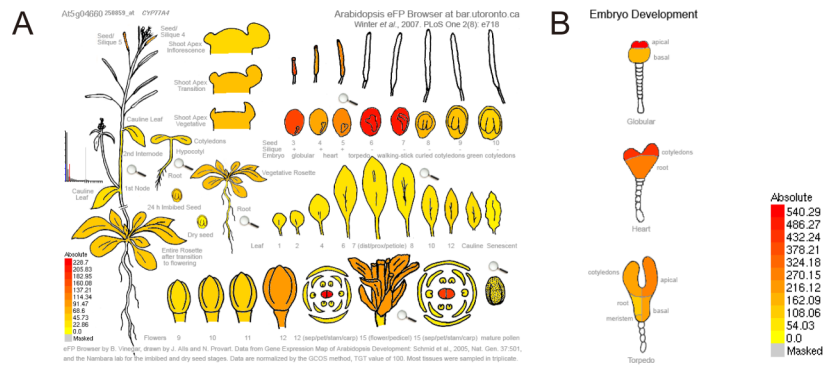 A
At5g04660 258859_at CYP77A4
Arabidopsis eFP Browser at bar.utoronto.ca
Winter et al., 2007. PLoS One 2(8): e718
Seed/
Silique 5
Seed/
Silique 4
Shoot Apex
Inflorescence
Shoot Apex
Transition
Shoot Apex
Vegetative
Cauline Leaf
2nd Internode
Cotyledons
Hypocotyl
Root
Cauline
Leaf
1st Node
24 h Imbibed Seed
Dry seed
Root
Vegetative Rosette
Entire Rosette
after transition
to flowering
Seed 3 4 5 6 7 8 9 10
Silique + + + - - - - -
Embryo globular heart torpedo walking-stick curled cotyledons green cotyledons
Leaf 1 2 4 6 7 (dist/prox/petiole) 8 10 12 Cauline Senescent
Flowers 9 10 11 12 12 (sep/pet/stam/carp) 15 (flower/pedicel) 15 (sep/pet/stam/carp) mature pollen
Absolute
228.7
205.83
182.95
160.08
137.21
114.34
91.47
68.6
45.73
22.86
0.0
Masked
eFP Browser by B. Vinegar, drawn by J. Alls and N. Provart. Data from Gene Expression Map of Arabidopsis Development: Schmid et al., 2005, Nat. Gen. 37:501,
and the Nambara lab for the imbibed and dry seed stages. Data are normalized by the GCOS method, TGT value of 100. Most tissues were sampled in triplicate.
B
Embryo Development
apical
basal
Globular
cotyledons
root
Heart
cotyledons
apical
root
basal
meristem
Torpedo
Absolute
540.29
486.27
432.24
378.21
324.18
270.15
216.12
162.09
108.06
54.03
0.0
Masked